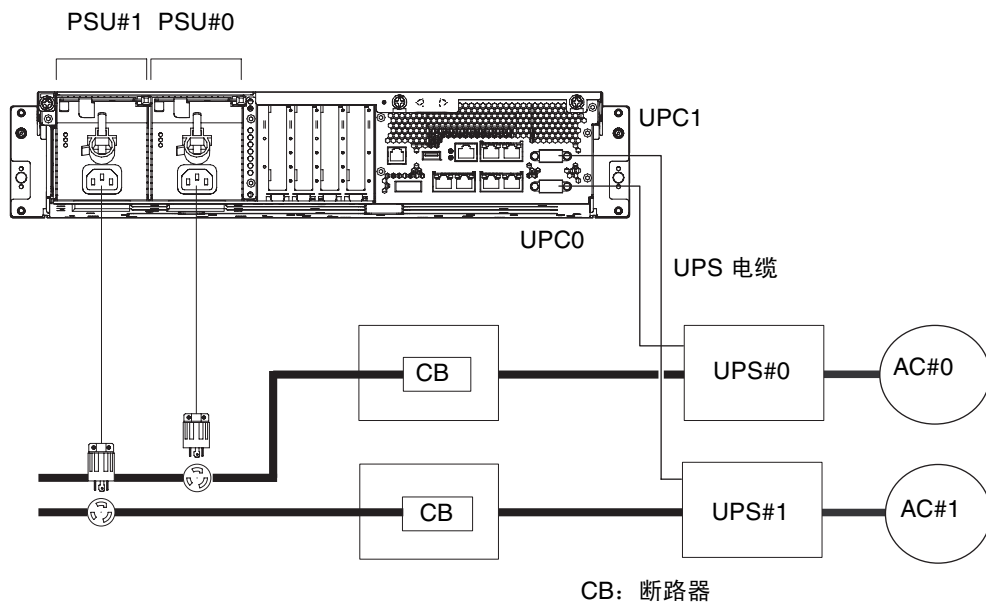 PSU#1 PSU#0
UPC1
UPC0
UPS 电缆
CB
UPS#0
AC#0
CB
UPS#1
AC#1
CB：断路器